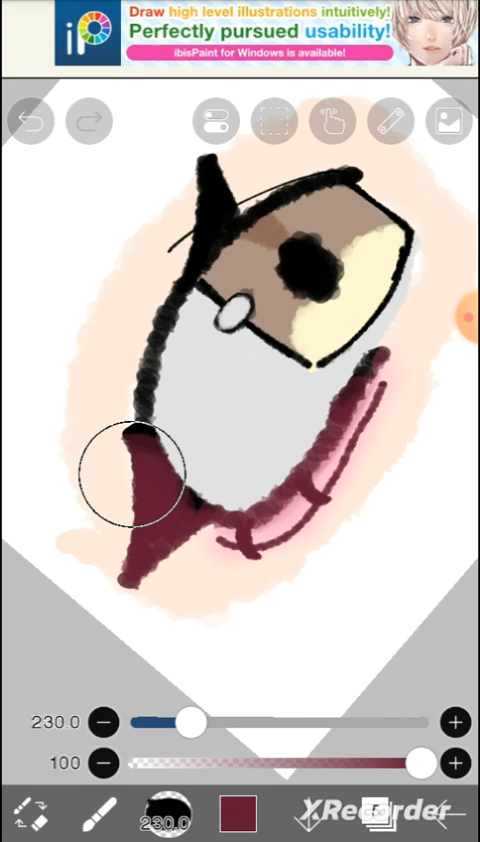 Draw high level illustrations intuitively!
Perfectly pursued usability!
ibisPaint for Windows is available!
iP
230.0
100
230.0
5
XRecorder